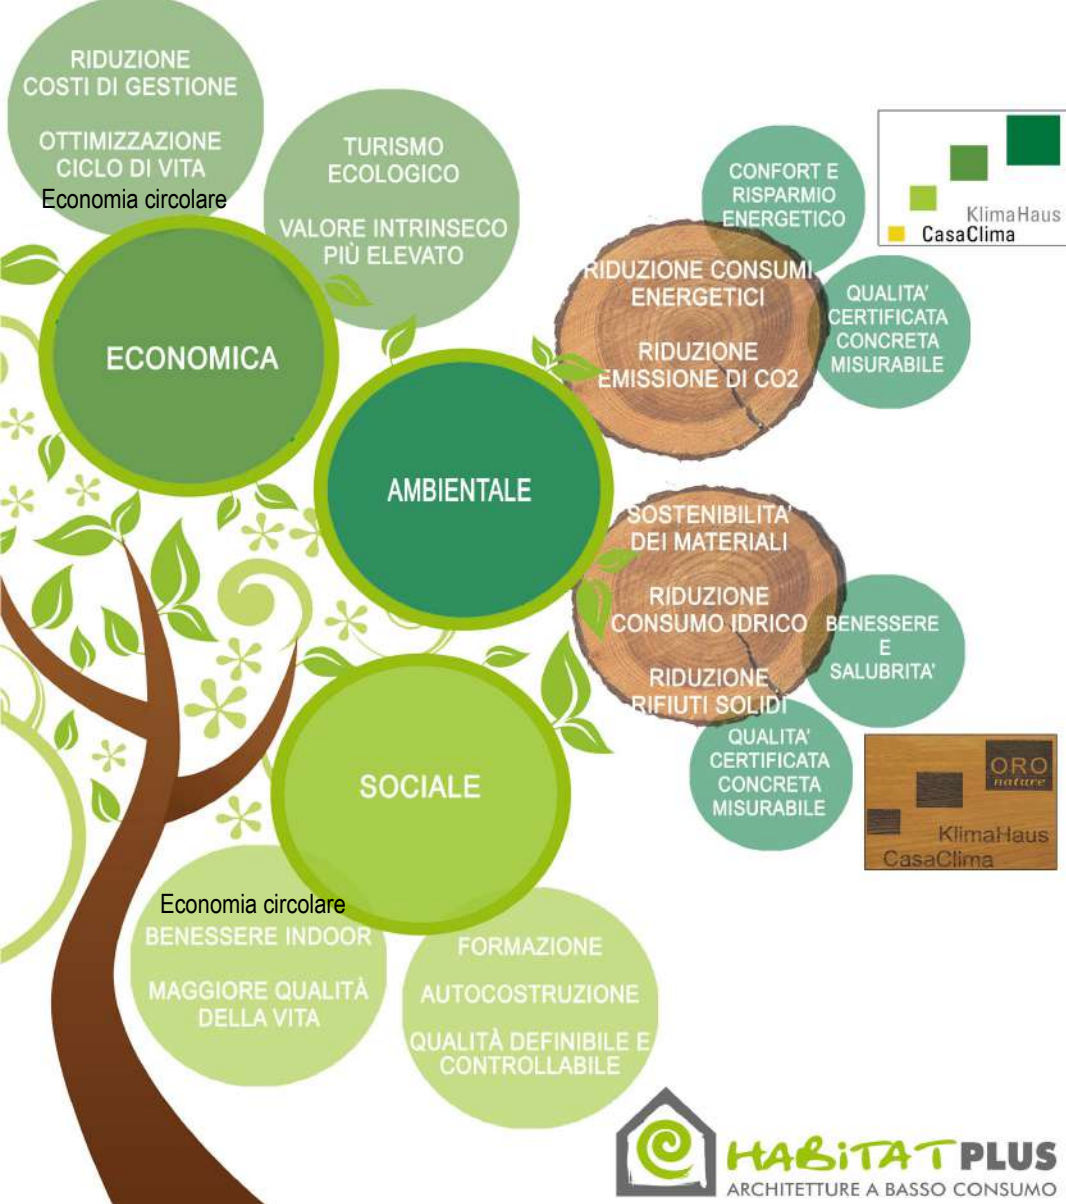 RIDUZIONE
COSTI DI GESTIONE
OTTIMIZZAZIONE
CICLO DI VITA
Economia circolare
TURISMO
ECOLOGICO
VALORE INTRINSECO
PIÙ ELEVATO
ECONOMICA
AMBIENTALE
SOCIALE
CONFORT E
RISPARMIO
ENERGETICO
KlimaHaus
CasaClima
RIDUZIONE CONSUMI
ENERGETICI
RIDUZIONE
EMISSIONE DI CO2
QUALITA'
CERTIFICATA
CONCRETA
MISURABILE
SOSTENIBILITA'
DEI MATERIALI
RIDUZIONE
CONSUMO IDRICO
RIDUZIONE
RIFIUTI SOLIDI
BENESSERE
E
SALUBRITA'
QUALITA'
CERTIFICATA
CONCRETA
MISURABILE
ORO
nature
KlimaHaus
CasaClima
Economia circolare
BENESSERE INDOOR
MAGGIORE QUALITÀ
DELLA VITA
FORMAZIONE
AUTOCOSTRUZIONE
QUALITÀ DEFINIBILE E
CONTROLLABILE
HABiTAT PLUS
ARCHITETTURE A BASSO CONSUMO